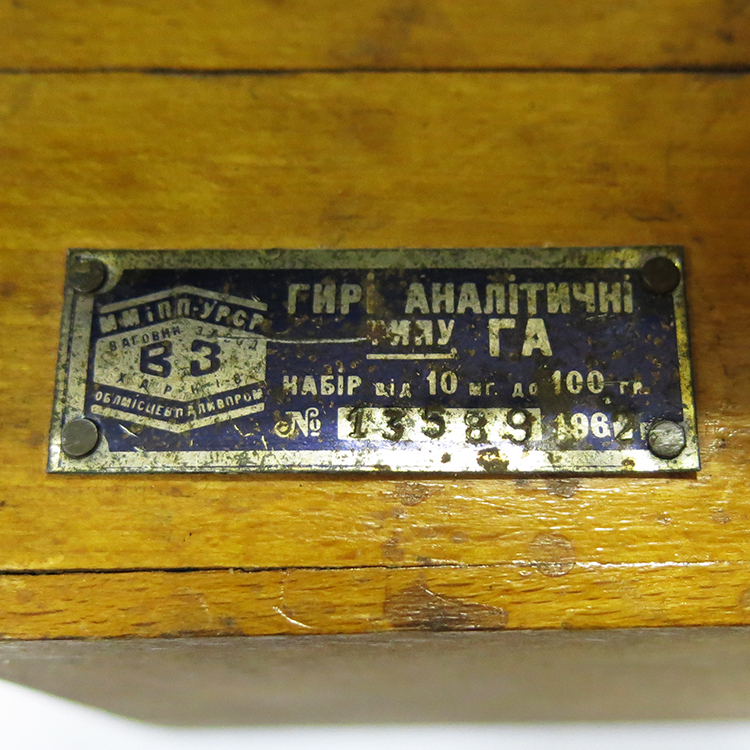 ММіПП-УРСР
ВАГОВИЙ ЗАВОД
ВЗ
ХАРКІВ
ОБЛМІСЦЕВПАЛИВПРОМ
ГИРІ АНАЛІТИЧНІ
ТИПУ ГА
НАБІР від 10 мг. до 100 гр.
№ 13589 1962